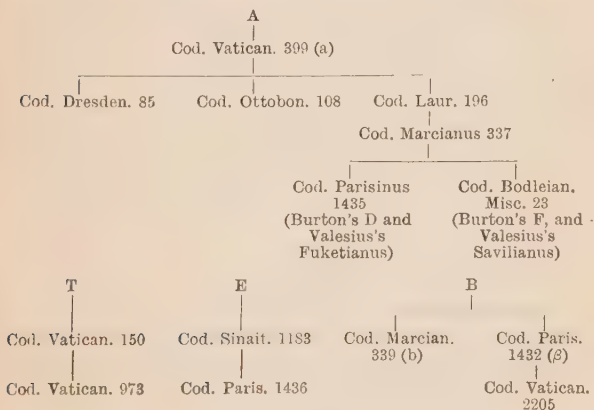 A
Cod. Vatican. 399 (a)
Cod. Dresden. 85 Cod. Ottobon. 108 Cod. Laur. 196
Cod. Marcianus 337
Cod. Parisinus Cod. Bodleian.
1435 Misc. 23
(Burton's D and (Burton's F, and
Valesius's Valesius's
Fuketianus) Savilianus)
T E B
Cod. Vatican. 150 Cod. Sinait. 1183 Cod. Marcian. Cod. Paris.
339 (b) 1432 (β)
Cod. Vatican. 973 Cod. Paris. 1436 Cod. Vatican.
2205